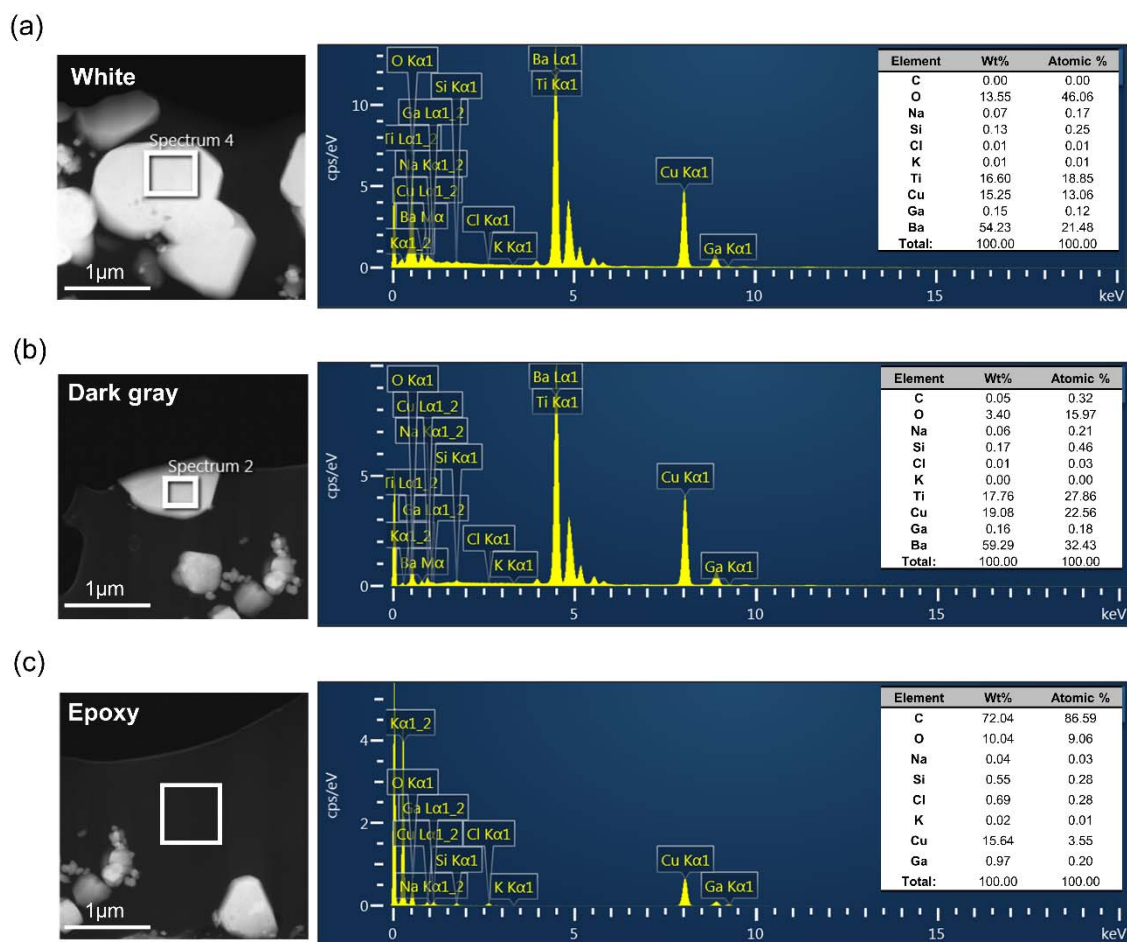 (a)
White
Spectrum 4
1μm
cps/eV
10
5
0
O Kα1
Si Kα1
Ga Lα1_2
Ti Lα1_2
Na Kα1_2
Cu Lα1_2
Ba Mα
Kα1_2
Cl Kα1
K Kα1
Ba Lα1
Ti Kα1
Cu Kα1
Ga Kα1
0 5 10 15 keV
Element Wt% Atomic %
C 0.00 0.00
O 13.55 46.06
Na 0.07 0.17
Si 0.13 0.25
Cl 0.01 0.01
K 0.01 0.01
Ti 16.60 18.85
Cu 15.25 13.06
Ga 0.15 0.12
Ba 54.23 21.48
Total: 100.00 100.00
(b)
Dark gray
Spectrum 2
1μm
cps/eV
5
0
O Kα1
Cu Lα1_2
Na Kα1_2
Si Kα1
Ti Lα1_2
Ga Lα1_2
Kα1_2
Cl Kα1
Ba Mα
K Kα1
Ba Lα1
Ti Kα1
Cu Kα1
Ga Kα1
0 5 10 15 keV
Element Wt% Atomic %
C 0.05 0.32
O 3.40 15.97
Na 0.06 0.21
Si 0.17 0.46
Cl 0.01 0.03
K 0.00 0.00
Ti 17.76 27.86
Cu 19.08 22.56
Ga 0.16 0.18
Ba 59.29 32.43
Total: 100.00 100.00
(c)
Epoxy
1μm
cps/eV
4
2
0
Kα1_2
O Kα1
Ga Lα1_2
Cu Lα1_2
Cl Kα1
Si Kα1
Na Kα1_2
K Kα1
Cu Kα1
Ga Kα1
0 5 10 15 keV
Element Wt% Atomic %
C 72.04 86.59
O 10.04 9.06
Na 0.04 0.03
Si 0.55 0.28
Cl 0.69 0.28
K 0.02 0.01
Cu 15.64 3.55
Ga 0.97 0.20
Total: 100.00 100.00